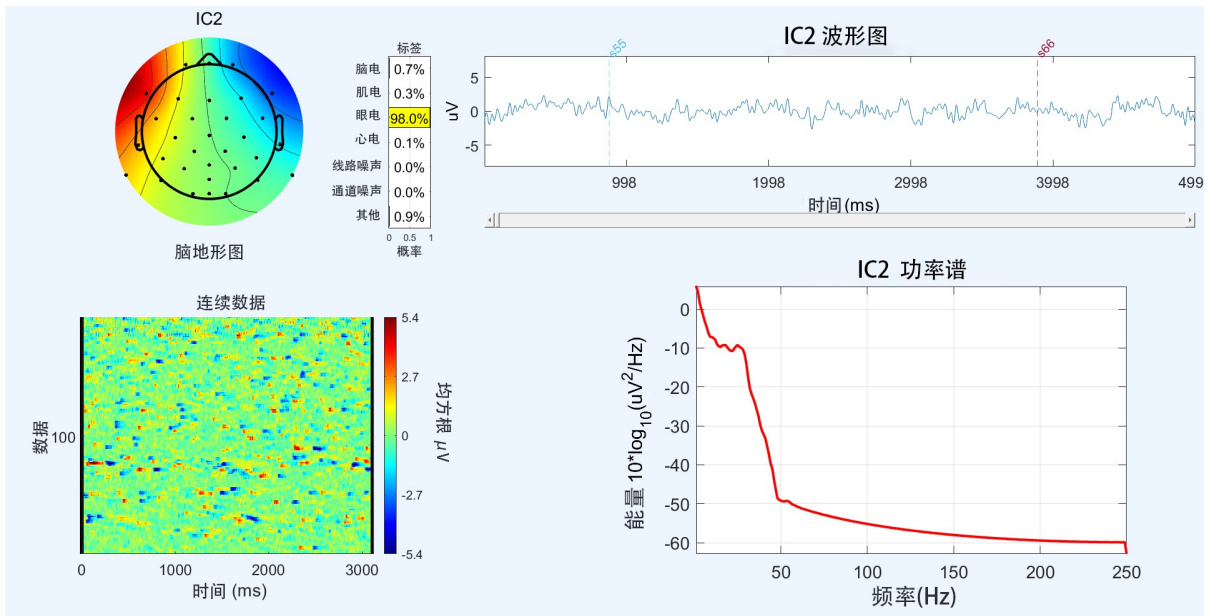 IC2
标签
脑电 0.7%
肌电 0.3%
眼电 98.0%
心电 0.1%
线路噪声 0.0%
通道噪声 0.0%
其他 0.9%
0 0.5 1
概率
脑地形图
IC2 波形图
s55
s66
uV
5
0
-5
998 1998 2998 3998 499
时间(ms)
连续数据
数据
100
0 1000 2000 3000
时间 (ms)
5.4
2.7
0
-2.7
-5.4
均方根 μV
IC2 功率谱
能量 10*log10(uV2/Hz)
0
-10
-20
-30
-40
-50
-60
50 100 150 200 250
频率(Hz)